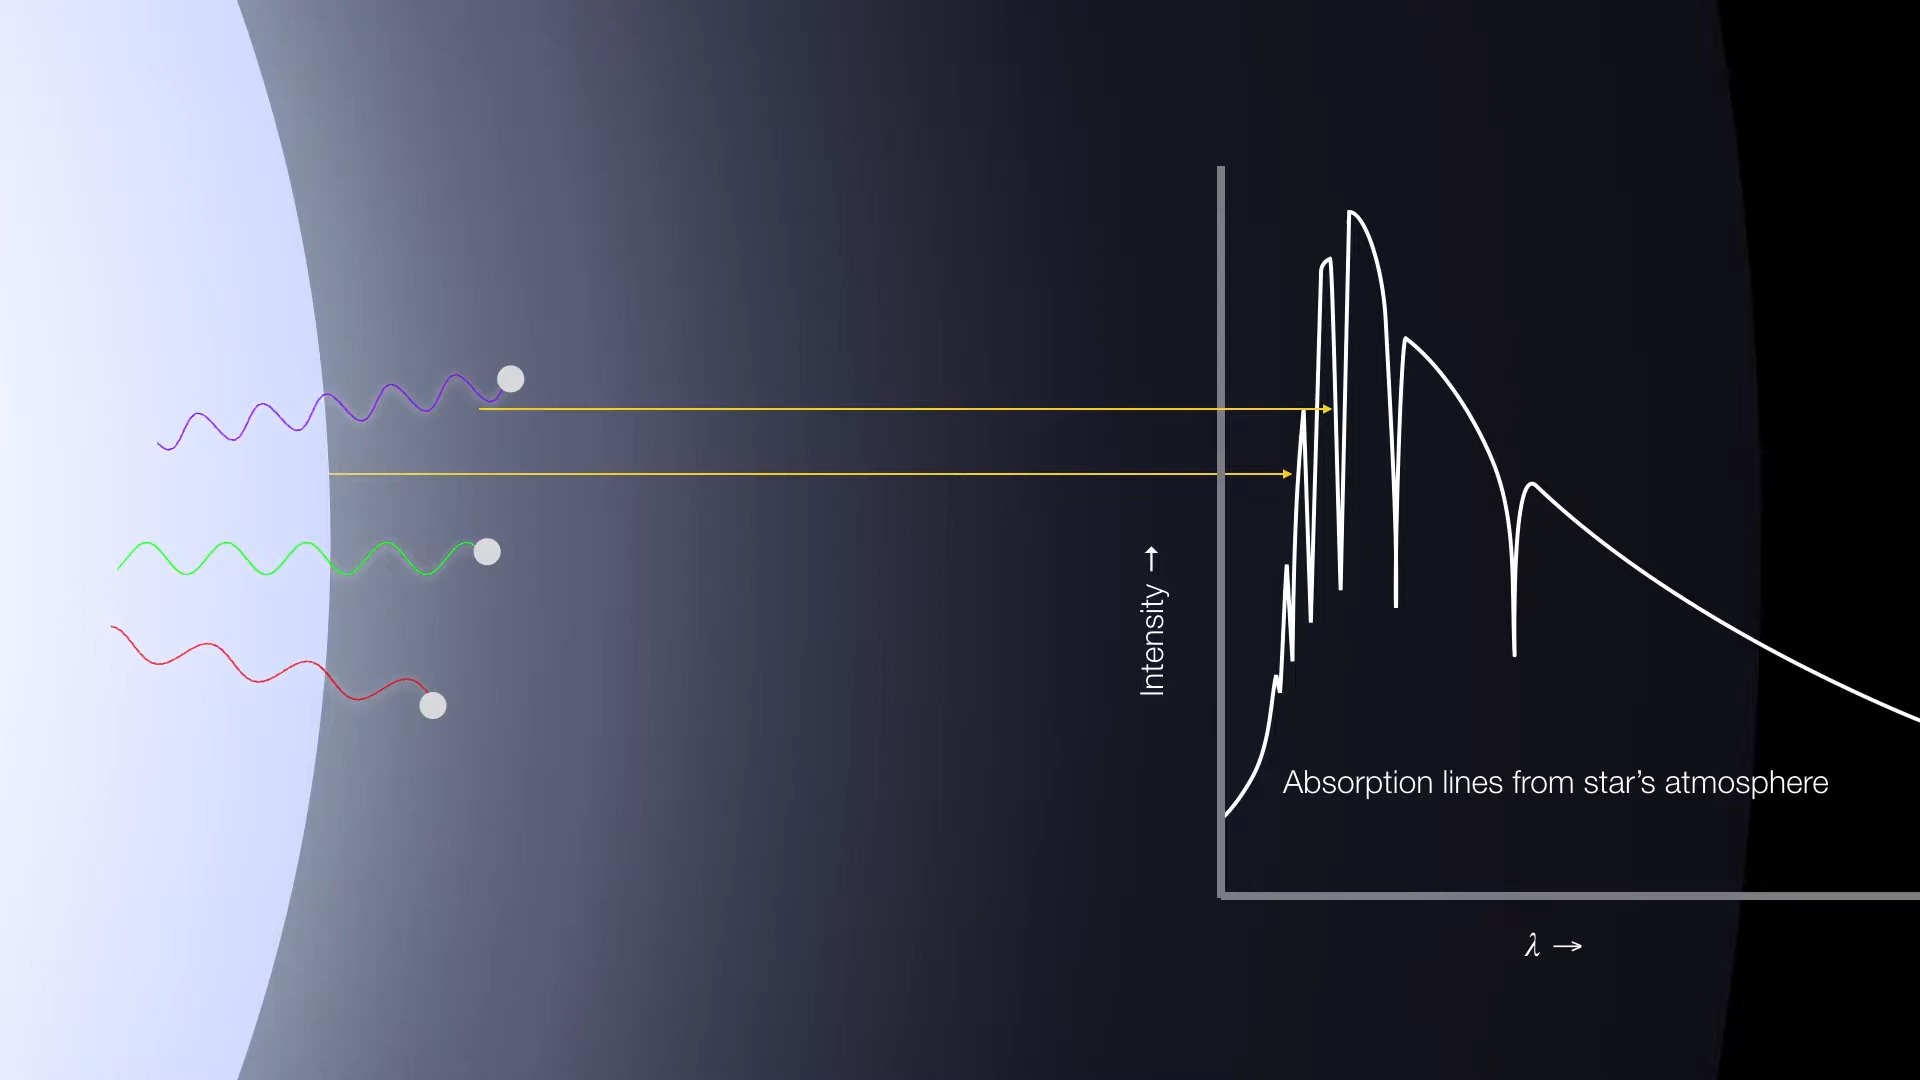 Intensity →
Absorption lines from star’s atmosphere
λ →